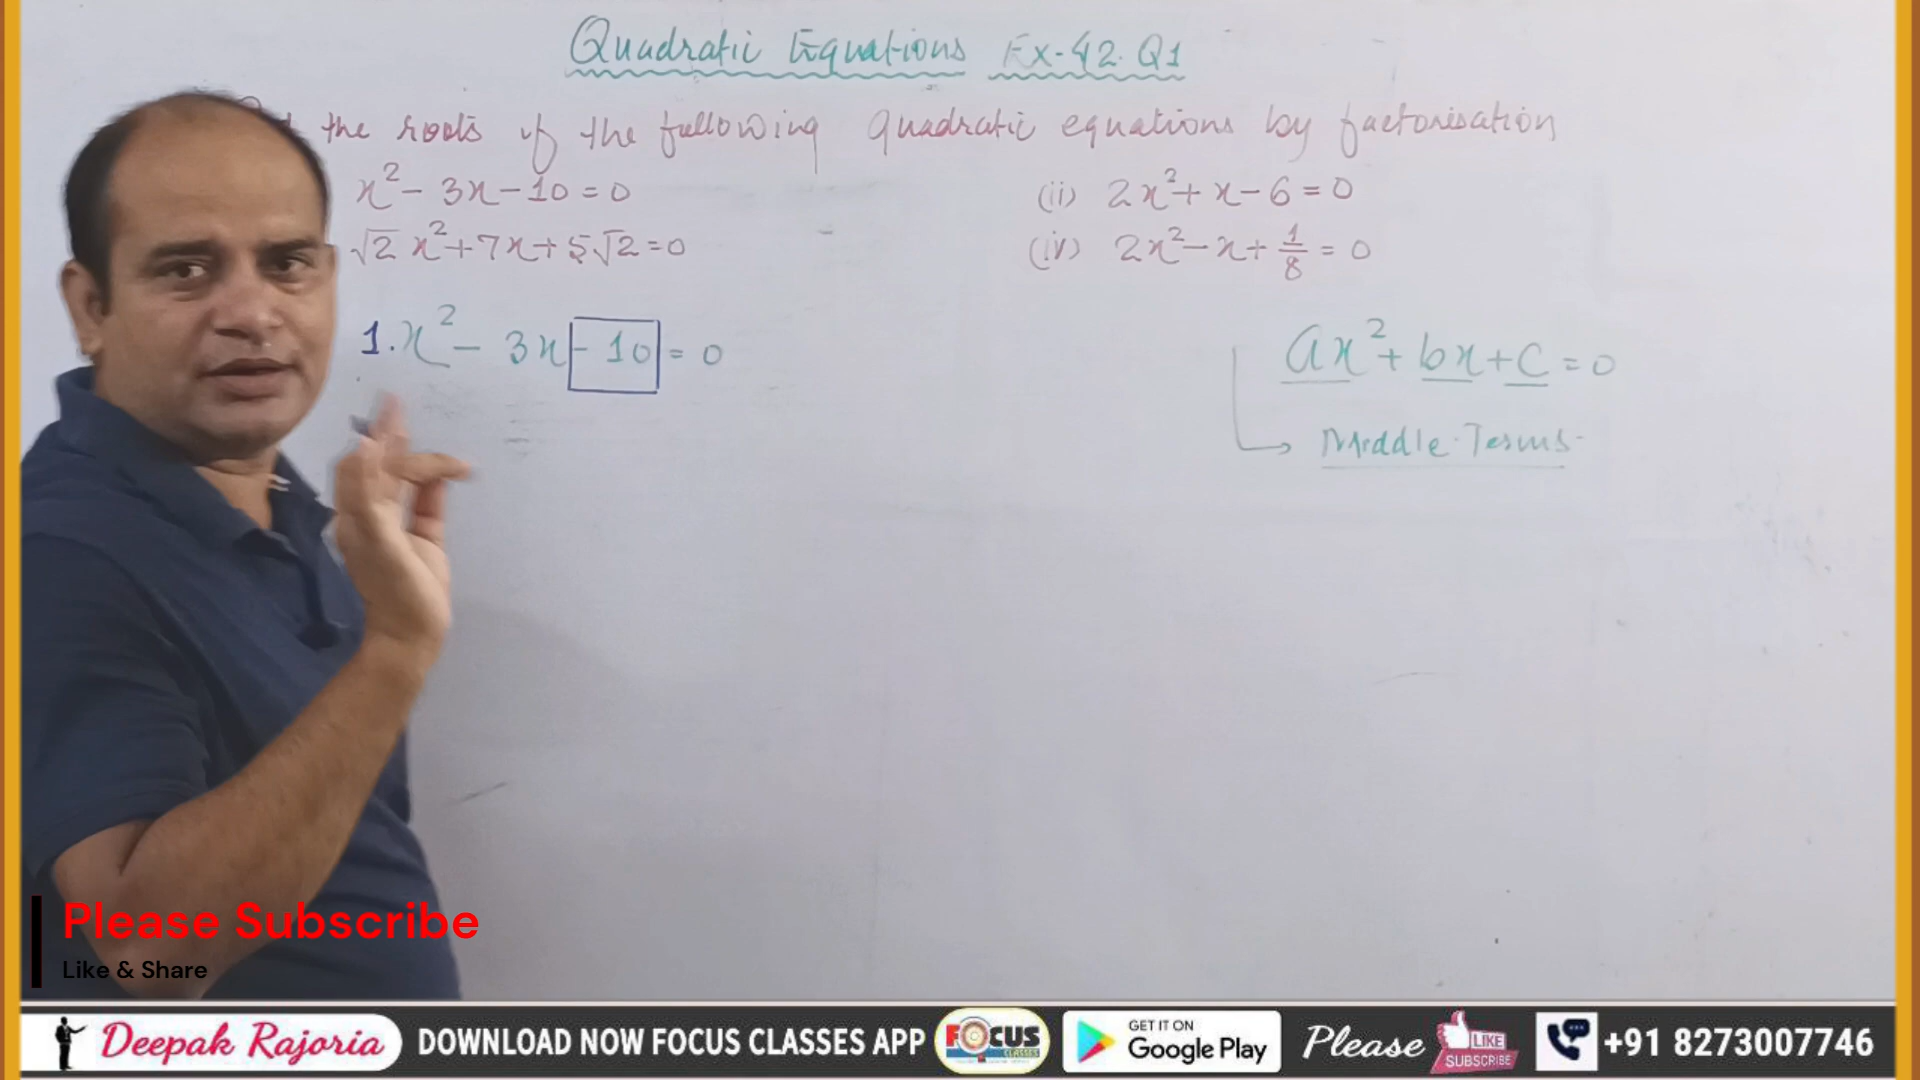 Quadratic Equations Ex-4.2. Q1
the roots of the following quadratic equations by factorisation
x² - 3x - 10 = 0
(ii) 2x² + x - 6 = 0
√2 x² + 7x + 5√2 = 0
(iv) 2x² - x + 1/8 = 0
1. x² - 3x - 10 = 0
ax² + bx + c = 0
Middle Terms
Please Subscribe
Like & Share
Deepak Rajoria
DOWNLOAD NOW FOCUS CLASSES APP
FOCUS
CLASSES
GET IT ON
Google Play
Please
LIKE
SUBSCRIBE
+91 8273007746